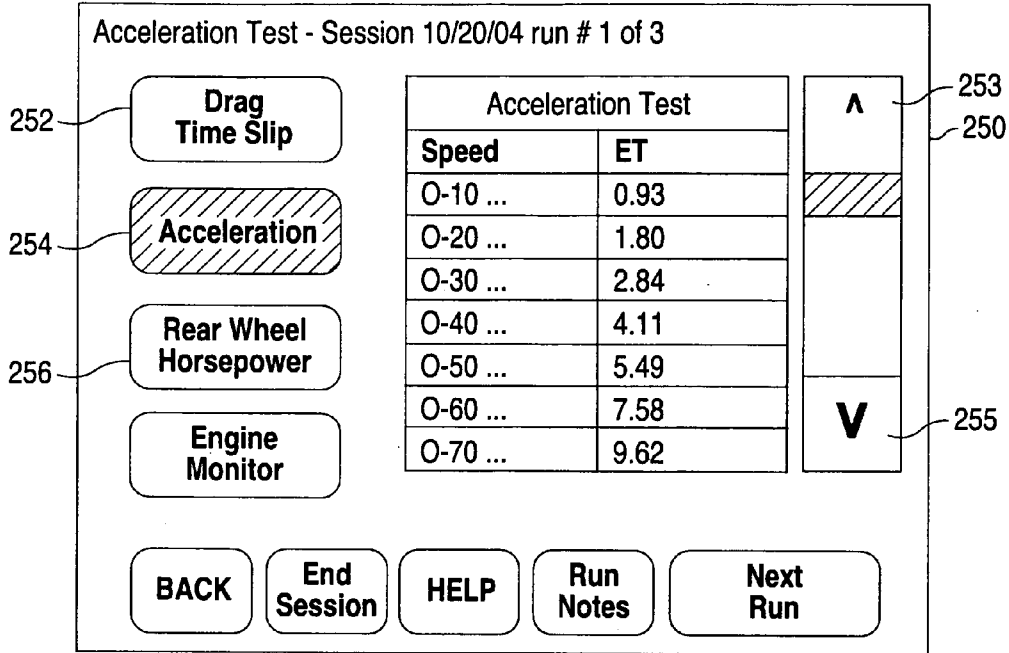 Acceleration Test - Session 10/20/04 run # 1 of 3
252
Drag
Time Slip
254
Acceleration
256
Rear Wheel
Horsepower
Engine
Monitor
Acceleration Test
Speed ET
O-10 ... 0.93
O-20 ... 1.80
O-30 ... 2.84
O-40 ... 4.11
O-50 ... 5.49
O-60 ... 7.58
O-70 ... 9.62
Λ
V
253
250
255
BACK
End
Session
HELP
Run
Notes
Next
Run